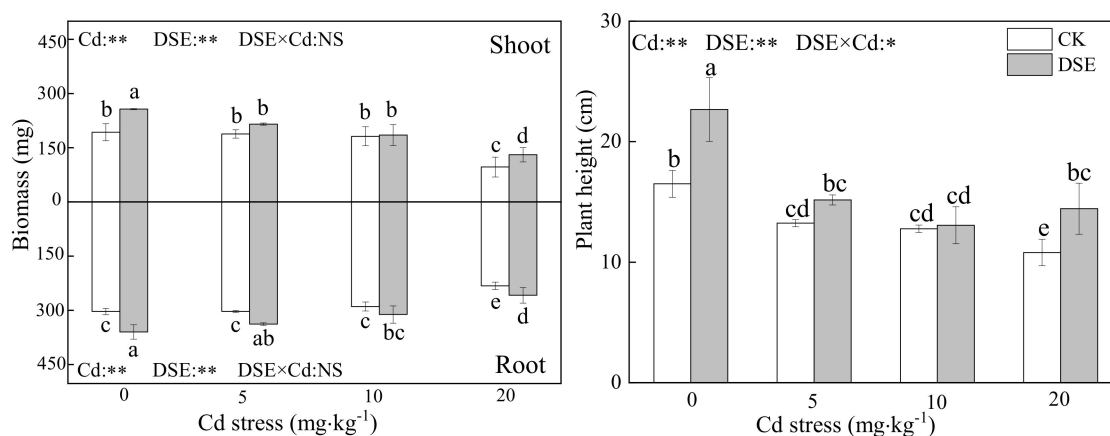 Cd:** DSE:** DSE×Cd:NS
Shoot
450
300
150
0
150
300
450
Biomass (mg)
b a b b b b c d
c a c ab c bc e d
Root
Cd:** DSE:** DSE×Cd:NS
0 5 10 20
Cd stress (mg·kg⁻¹)
Cd:** DSE:** DSE×Cd:*
CK
DSE
30
20
10
0
Plant height (cm)
b a cd bc cd cd e bc
0 5 10 20
Cd stress (mg·kg⁻¹)